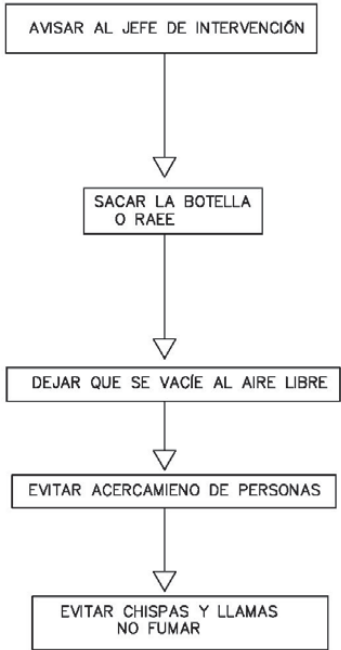 AVISAR AL JEFE DE INTERVENCIÓN
SACAR LA BOTELLA
O RAEE
DEJAR QUE SE VACÍE AL AIRE LIBRE
EVITAR ACERCAMIENO DE PERSONAS
EVITAR CHISPAS Y LLAMAS
NO FUMAR